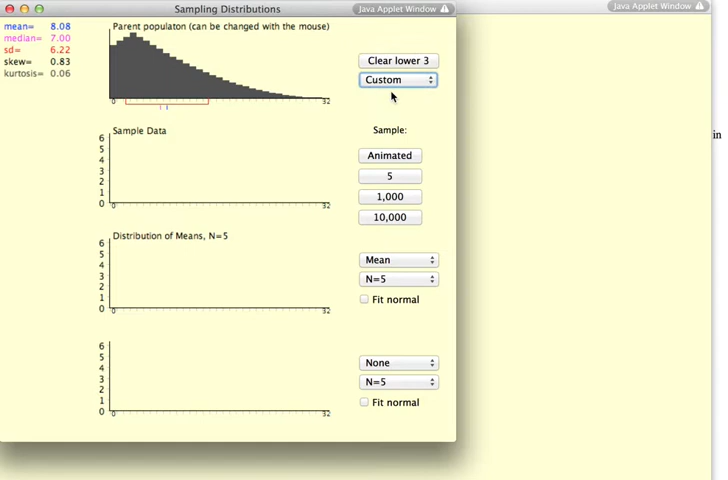 Sampling Distributions
Java Applet Window
Java Applet Window
mean= 8.08
median= 7.00
sd= 6.22
skew= 0.83
kurtosis= 0.06
Parent populaton (can be changed with the mouse)
0 32
Clear lower 3
Custom
Sample Data
6
5
4
3
2
1
0
0 32
Sample:
Animated
5
1,000
10,000
in
Distribution of Means, N=5
6
5
4
3
2
1
0
0 32
Mean
N=5
Fit normal
6
5
4
3
2
1
0
0 32
None
N=5
Fit normal